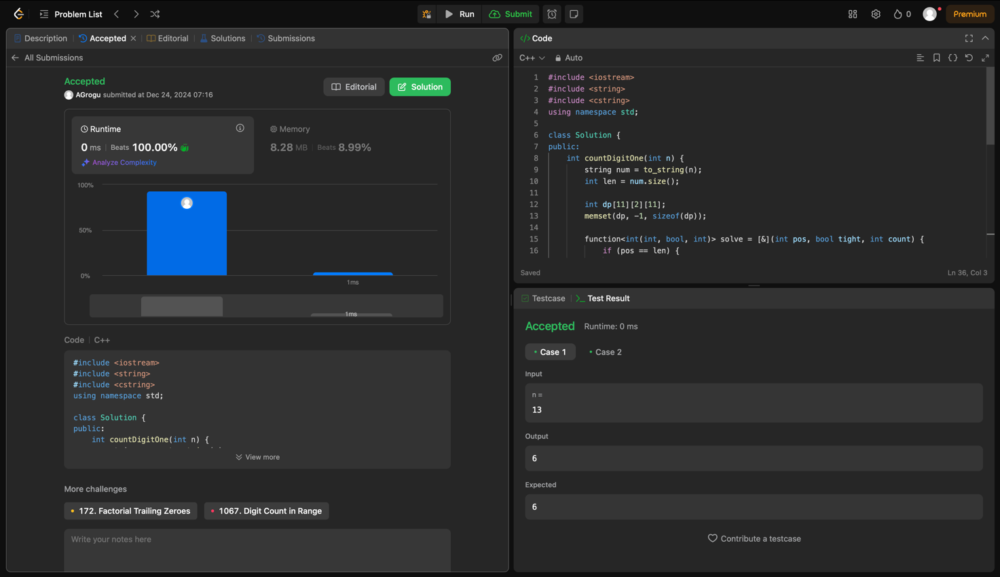 Problem List
Run
Submit
0
Premium
Description
Accepted
Editorial
Solutions
Submissions
All Submissions
Accepted
AGrogu submitted at Dec 24, 2024 07:16
Editorial
Solution
Runtime
0 ms | Beats 100.00%
Analyze Complexity
Memory
8.28 MB | Beats 8.99%
100%
50%
0%
1ms
1ms
Code | C++
#include <iostream>
#include <string>
#include <cstring>
using namespace std;
class Solution {
public:
int countDigitOne(int n) {
View more
More challenges
172. Factorial Trailing Zeroes
1067. Digit Count in Range
Write your notes here
</> Code
C++
Auto
1 #include <iostream>
2 #include <string>
3 #include <cstring>
4 using namespace std;
5
6 class Solution {
7 public:
8 int countDigitOne(int n) {
9 string num = to_string(n);
10 int len = num.size();
11
12 int dp[11][2][11];
13 memset(dp, -1, sizeof(dp));
14
15 function<int(int, bool, int)> solve = [&](int pos, bool tight, int count) {
16 if (pos == len) {
Saved
Ln 36, Col 3
Testcase
Test Result
Accepted
Runtime: 0 ms
Case 1
Case 2
Input
n =
13
Output
6
Expected
6
Contribute a testcase